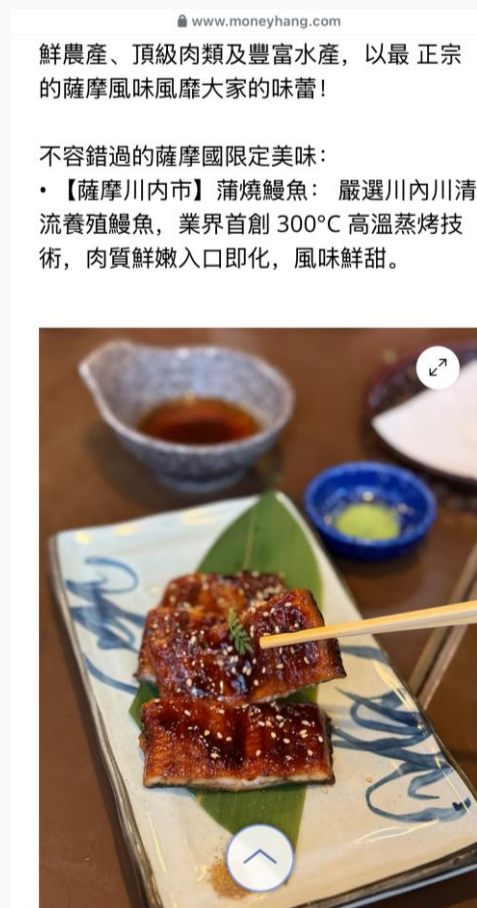 www.moneyhang.com
鮮農產、頂級肉類及豐富水產，以最 正宗
的薩摩風味風靡大家的味蕾！
不容錯過的薩摩國限定美味：
• 【薩摩川內市】蒲燒鰻魚： 嚴選川內川清
流養殖鰻魚，業界首創 300°C 高溫蒸烤技
術，肉質鮮嫩入口即化，風味鮮甜。